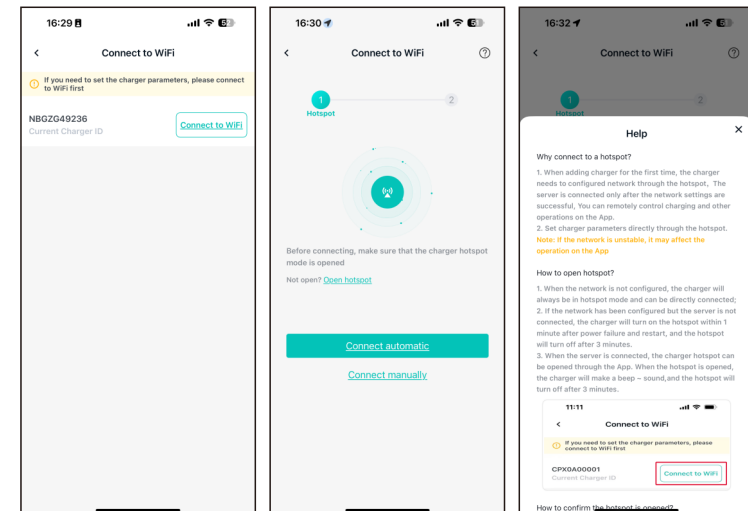 16:29
Connect to WiFi
If you need to set the charger parameters, please connect
to WiFi first
NBGZG49236
Current Charger ID
Connect to WiFi
16:30
Connect to WiFi
1
2
Hotspot
Before connecting, make sure that the charger hotspot
mode is opened
Not open? Open hotspot
Connect automatic
Connect manually
16:32
Connect to WiFi
1
2
Hotspot
Help
Why connect to a hotspot?
1. When adding charger for the first time, the charger
needs to configured network through the hotspot, The
server is connected only after the network settings are
successful, You can remotely control charging and other
operations on the App.
2. Set charger parameters directly through the hotspot.
Note: If the network is unstable, it may affect the
operation on the App
How to open hotspot?
1. When the network is not configured, the charger will
always be in hotspot mode and can be directly connected;
2. If the network has been configured but the server is not
connected, the charger will turn on the hotspot within 1
minute after power failure and restart, and the hotspot
will turn off after 3 minutes.
3. When the server is connected, the charger hotspot can
be opened through the App. When the hotspot is opened,
the charger will make a beep – sound,and the hotspot will
turn off after 3 minutes.
11:11
Connect to WiFi
If you need to set the charger parameters, please
connect to WiFi first
CPX0A00001
Current Charger ID
Connect to WiFi
How to confirm the hotspot is opened?